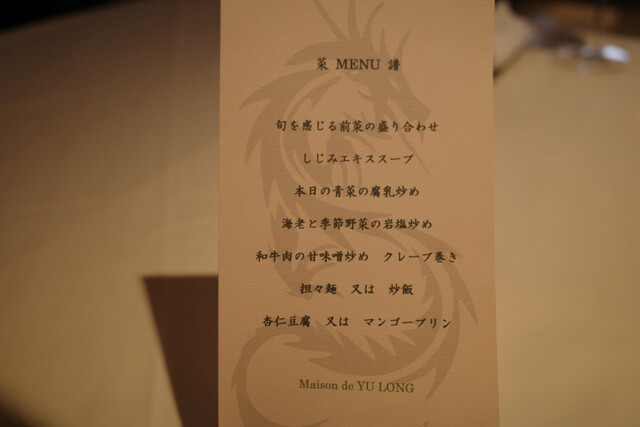 菜 MENU 譜
旬を感じる前菜の盛り合わせ
しじみエキススープ
本日の青菜の腐乳炒め
海老と季節野菜の岩塩炒め
和牛肉の甘味噌炒め　クレープ巻き
担々麺　又は　炒飯
杏仁豆腐　又は　マンゴープリン
Maison de YU LONG